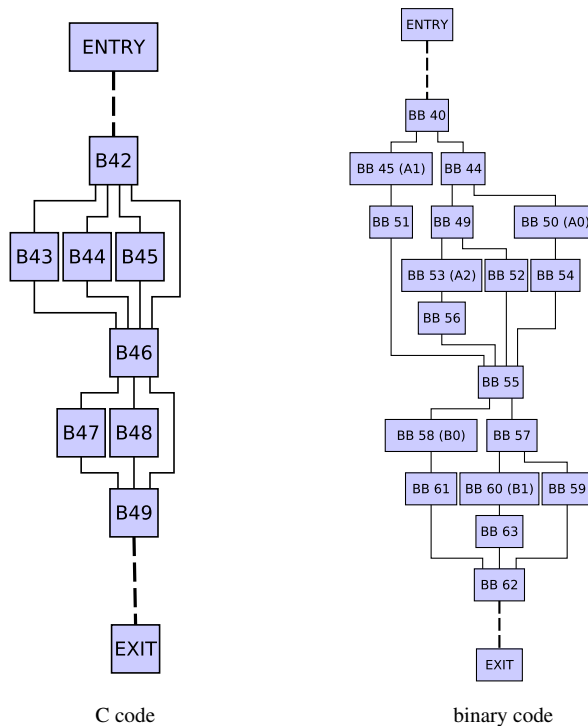 ENTRY
B42
B43 B44 B45
B46
B47 B48
B49
EXIT
C code
ENTRY
BB 40
BB 45 (A1) BB 44
BB 51 BB 49 BB 50 (A0)
BB 53 (A2) BB 52 BB 54
BB 56
BB 55
BB 58 (B0) BB 57
BB 61 BB 60 (B1) BB 59
BB 63
BB 62
EXIT
binary code